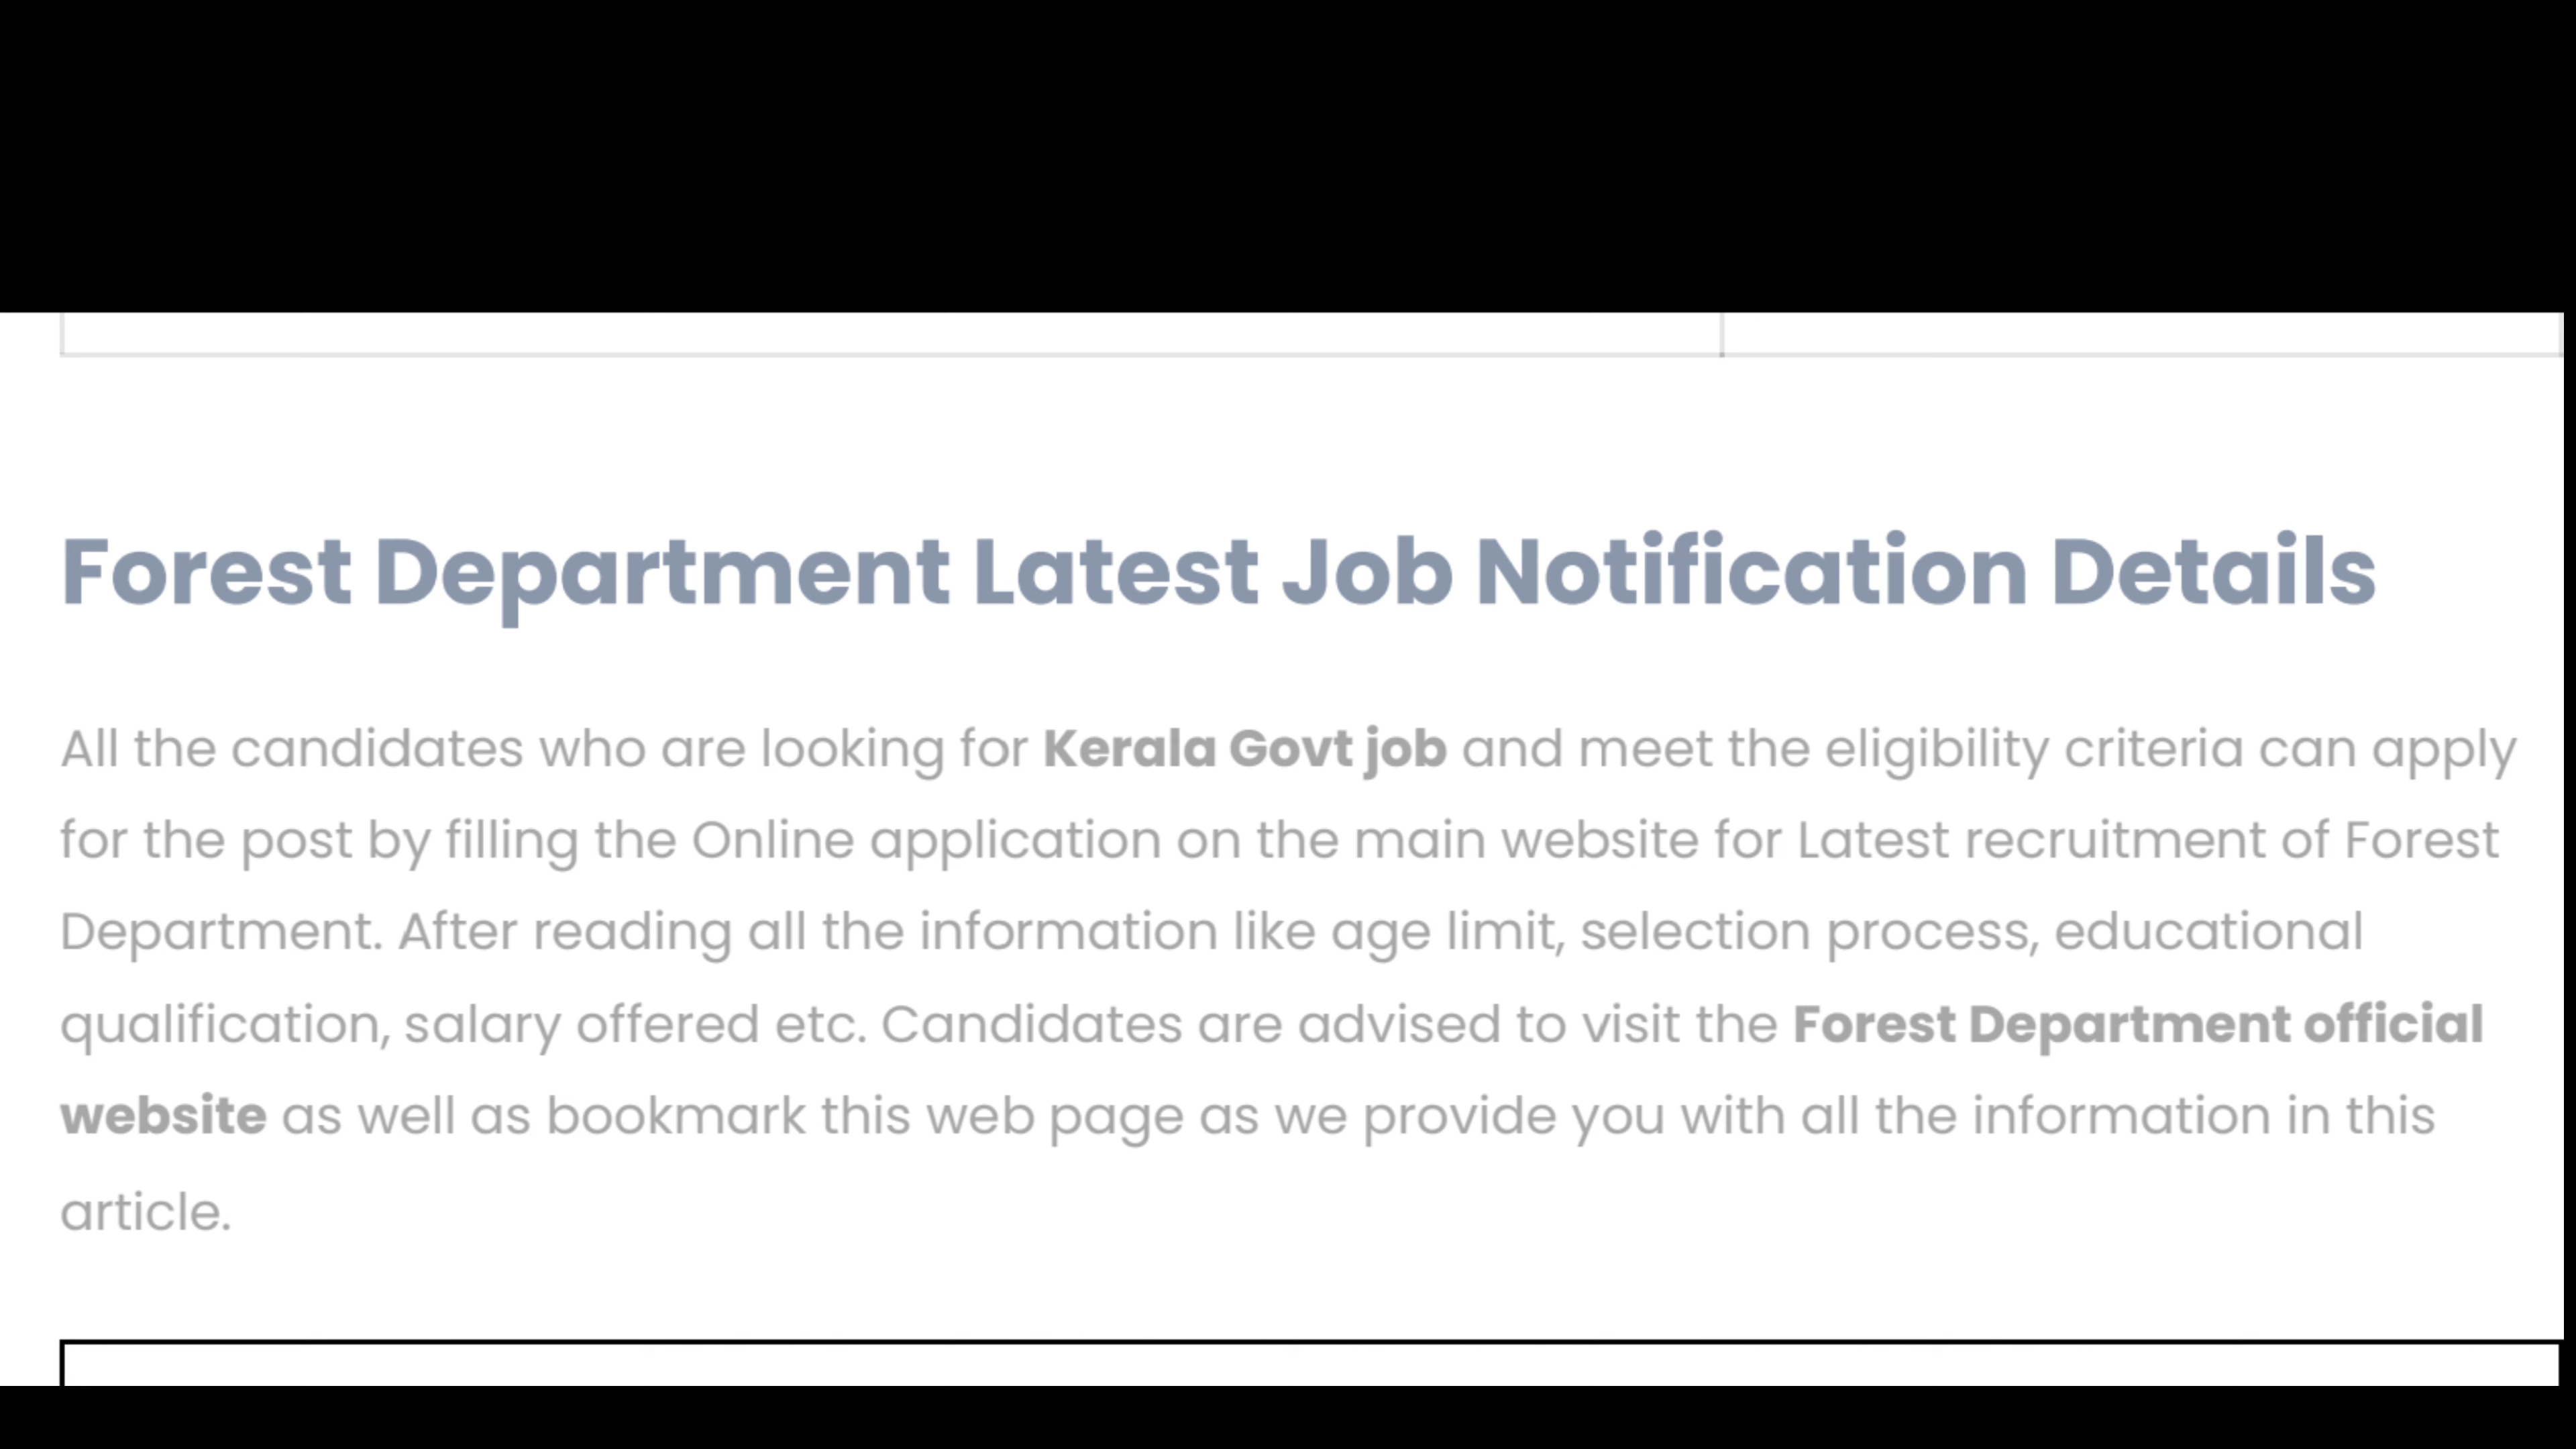 Forest Department Latest Job Notification Details
All the candidates who are looking for Kerala Govt job and meet the eligibility criteria can apply
for the post by filling the Online application on the main website for Latest recruitment of Forest
Department. After reading all the information like age limit, selection process, educational
qualification, salary offered etc. Candidates are advised to visit the Forest Department official
website as well as bookmark this web page as we provide you with all the information in this
article.